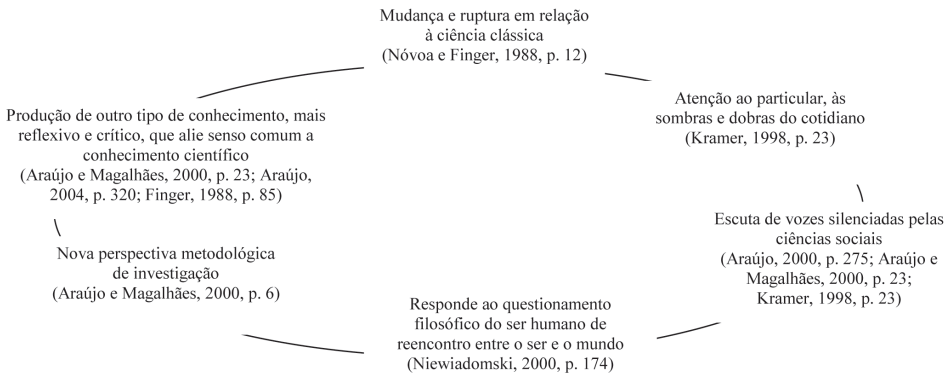 Mudança e ruptura em relação
à ciência clássica
(Nóvoa e Finger, 1988, p. 12)
Atenção ao particular, às
sombras e dobras do cotidiano
(Kramer, 1998, p. 23)
Escuta de vozes silenciadas pelas
ciências sociais
(Araújo, 2000, p. 275; Araújo e
Magalhães, 2000, p. 23;
Kramer, 1998, p. 23)
Responde ao questionamento
filosófico do ser humano de
reencontro entre o ser e o mundo
(Niewiadomski, 2000, p. 174)
Nova perspectiva metodológica
de investigação
(Araújo e Magalhães, 2000, p. 6)
Produção de outro tipo de conhecimento, mais
reflexivo e crítico, que alie senso comum a
conhecimento científico
(Araújo e Magalhães, 2000, p. 23; Araújo,
2004, p. 320; Finger, 1988, p. 85)